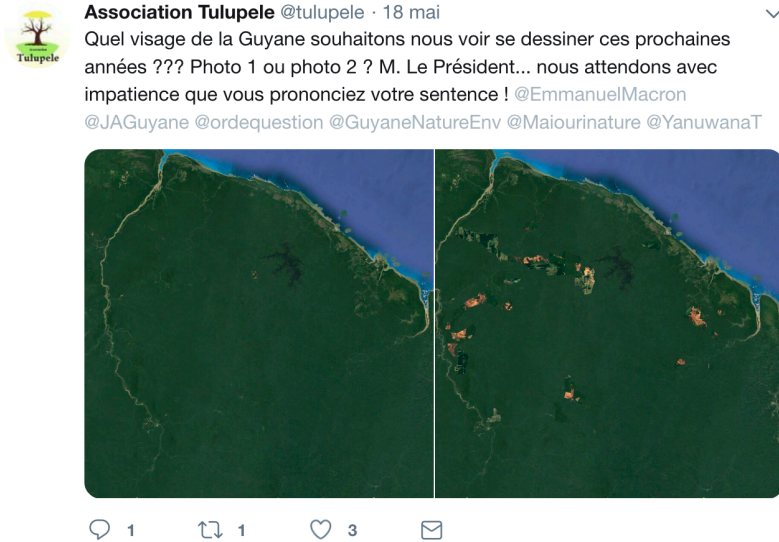 Association Tulupele @tulupele · 18 mai
Quel visage de la Guyane souhaitons nous voir se dessiner ces prochaines
années ??? Photo 1 ou photo 2 ? M. Le Président... nous attendons avec
impatience que vous prononciez votre sentence ! @EmmanuelMacron
@JAGuyane @ordequestion @GuyaneNatureEnv @Maiourinature @YanuwanaT
Tulupele
1 1 3